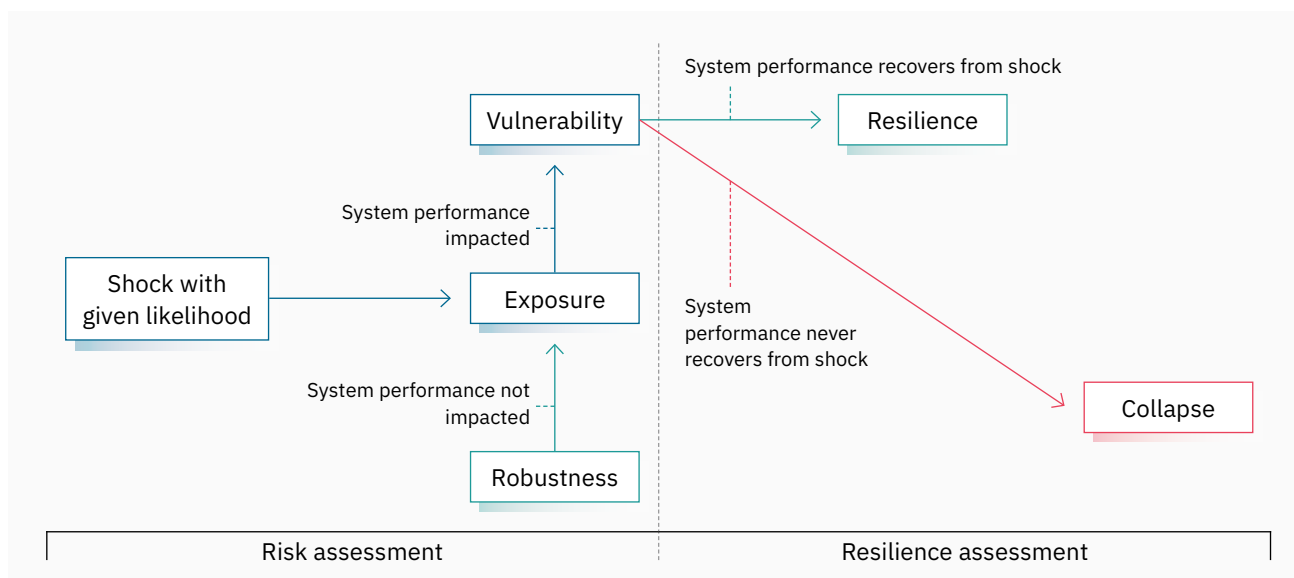 System performance recovers from shock
Vulnerability
Resilience
System performance
impacted
Shock with
given likelihood
Exposure
System
performance never
recovers from shock
System performance not
impacted
Collapse
Robustness
Risk assessment
Resilience assessment